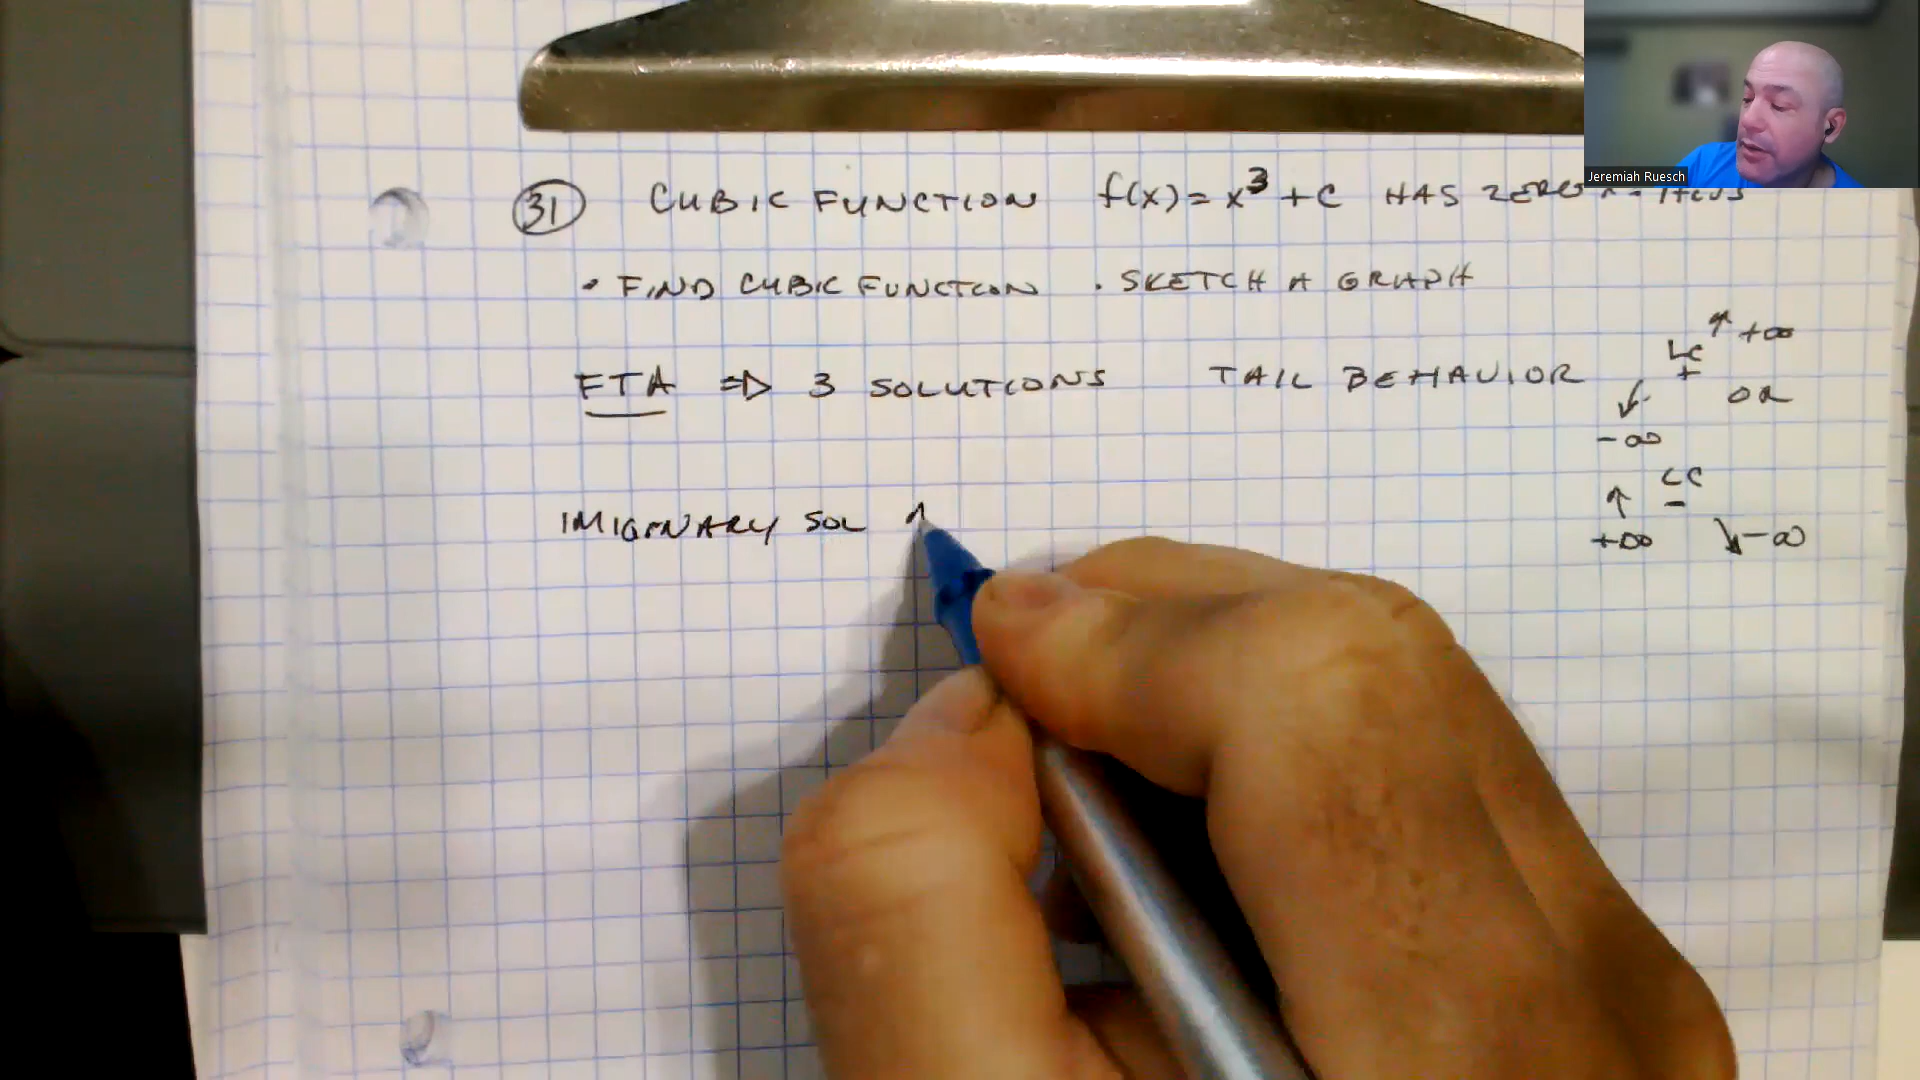 Jeremiah Ruesch
31 CUBIC FUNCTION f(x) = x³ + C HAS
• FIND CUBIC FUNCTION • SKETCH A GRAPH
FTA ⇒ 3 SOLUTIONS TAIL BEHAVIOR
LC + ↑ +∞
↙ -∞ OR
IMIGINARY SOL
LC -
↑ +∞ ↘ -∞